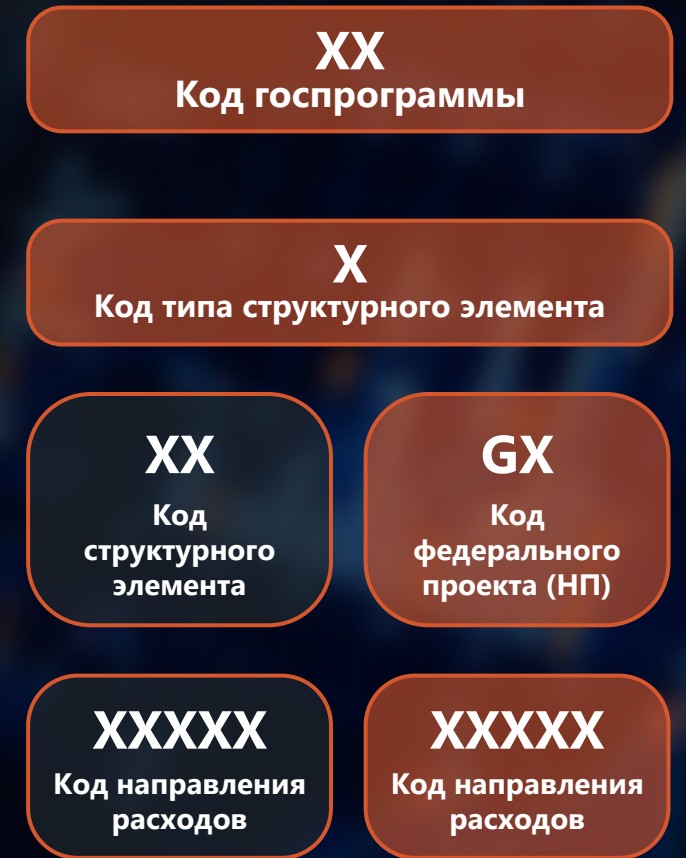 XX
Код госпрограммы
X
Код типа структурного элемента
XX
Код
структурного
элемента
GX
Код
федерального
проекта (НП)
XXXXX
Код направления
расходов
XXXXX
Код направления
расходов